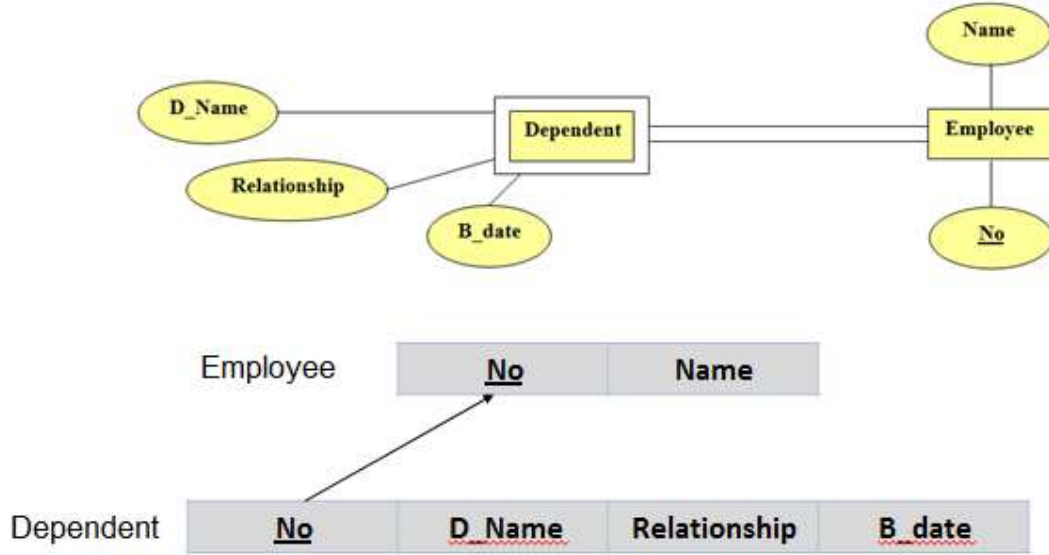 Name
D_Name
Dependent
Employee
Relationship
B_date
No
Employee No Name
Dependent No D_Name Relationship B_date